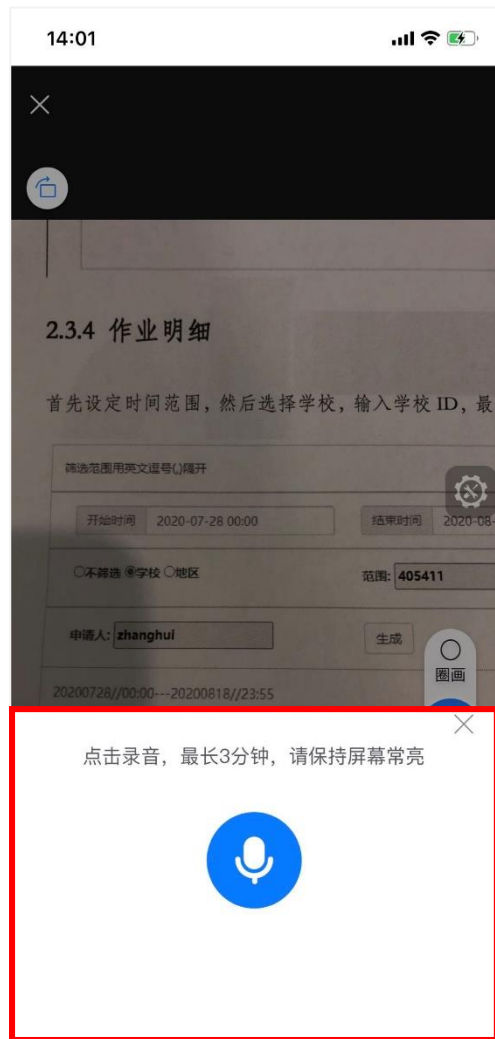 14:01
2.3.4 作业明细
首先设定时间范围，然后选择学校，输入学校 ID，最
筛选范围用英文逗号(,)隔开
开始时间 2020-07-28 00:00 结束时间 2020-08-
不筛选 学校 地区 范围: 405411
申请人: zhanghui 生成
圈画
20200728//00:00---20200818//23:55
点击录音，最长3分钟，请保持屏幕常亮